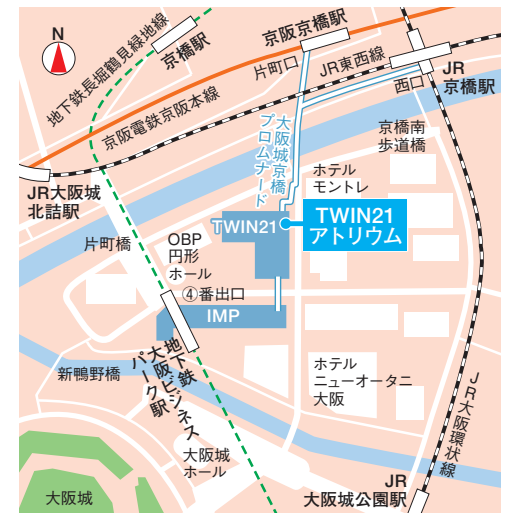 N
地下鉄長堀鶴見緑地線
京橋駅
京阪京橋駅
片町口
JR東西線
JR
京橋駅
西口
京阪電鉄京阪本線
大阪城京橋
プロムナード
京橋南
歩道橋
ホテル
モントレ
JR大阪城
北詰駅
TWIN21
TWIN21
アトリウム
片町橋
OBP
円形
ホール
④番出口
IMP
地下鉄
大阪ビジネス
パーク駅
新鴨野橋
ホテル
ニューオータニ
大阪
JR大阪環状線
大阪城
ホール
大阪城
JR
大阪城公園駅